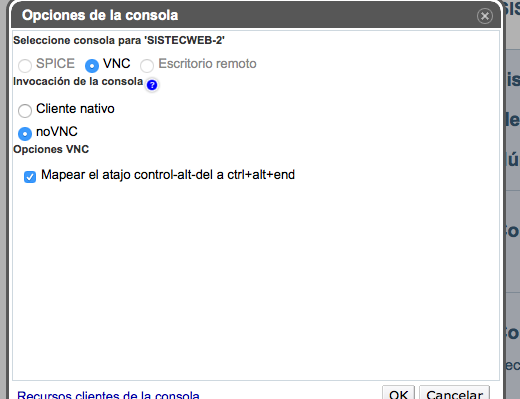 Opciones de la consola
Seleccione consola para 'SISTECWEB-2'
SPICE VNC Escritorio remoto
Invocación de la consola ?
Cliente nativo
noVNC
Opciones VNC
Mapear el atajo control-alt-del a ctrl+alt+end
Recursos clientes de la consola
OK Cancelar